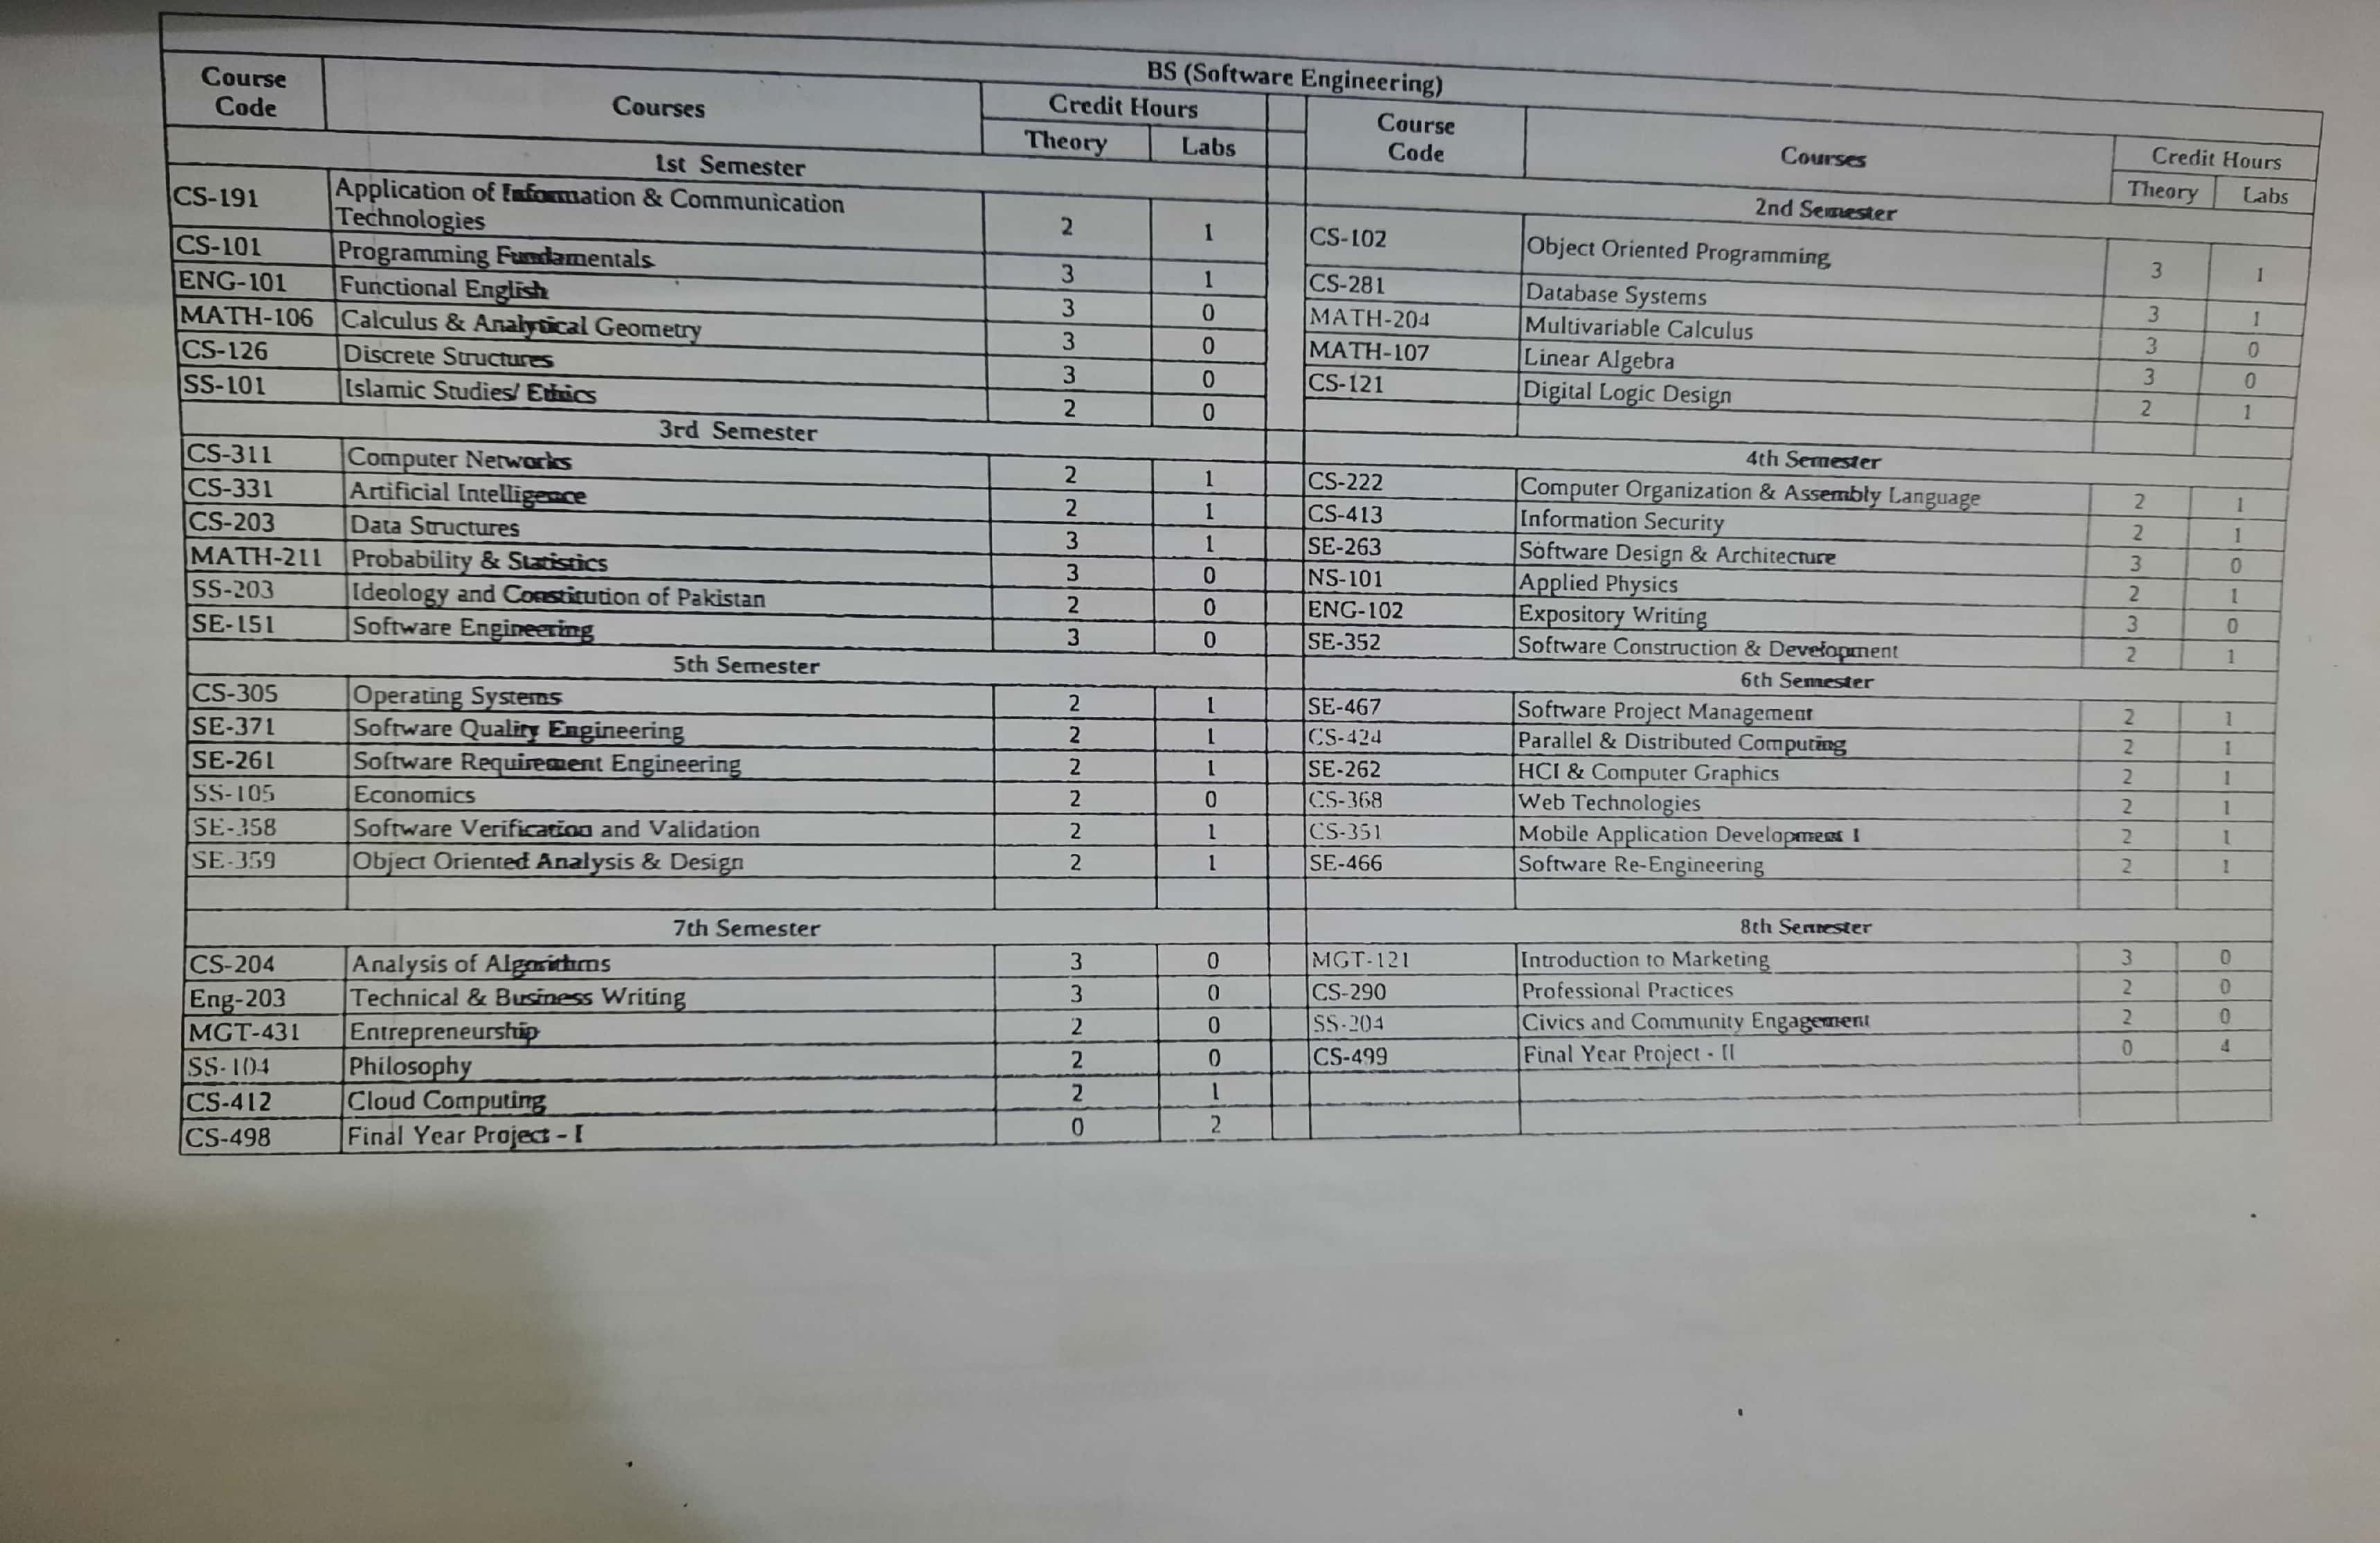 BS (Software Engineering)
Course Code Courses Credit Hours
Theory Labs
1st Semester
CS-191 Application of Information & Communication Technologies 2 1
CS-101 Programming Fundamentals 3 1
ENG-101 Functional English 3 0
MATH-106 Calculus & Analytical Geometry 3 0
CS-126 Discrete Structures 3 0
SS-101 Islamic Studies/ Ethics 2 0
3rd Semester
CS-311 Computer Networks 2 1
CS-331 Artificial Intelligence 2 1
CS-203 Data Structures 3 1
MATH-211 Probability & Statistics 3 0
SS-203 Ideology and Constitution of Pakistan 2 0
SE-151 Software Engineering 3 0
5th Semester
CS-305 Operating Systems 2 1
SE-371 Software Quality Engineering 2 1
SE-261 Software Requirement Engineering 2 1
SS-105 Economics 2 0
SE-358 Software Verification and Validation 2 1
SE-359 Object Oriented Analysis & Design 2 1
7th Semester
CS-204 Analysis of Algorithms 3 0
Eng-203 Technical & Business Writing 3 0
MGT-431 Entrepreneurship 2 0
SS-104 Philosophy 2 0
CS-412 Cloud Computing 2 1
CS-498 Final Year Project - I 0 2
Course Code Courses Credit Hours
Theory Labs
2nd Semester
CS-102 Object Oriented Programming 3 1
CS-281 Database Systems 3 1
MATH-204 Multivariable Calculus 3 0
MATH-107 Linear Algebra 3 0
CS-121 Digital Logic Design 2 1
4th Semester
CS-222 Computer Organization & Assembly Language 2 1
CS-413 Information Security 2 1
SE-263 Software Design & Architecture 3 0
NS-101 Applied Physics 2 1
ENG-102 Expository Writing 3 0
SE-352 Software Construction & Development 2 1
6th Semester
SE-467 Software Project Management 2 1
CS-424 Parallel & Distributed Computing 2 1
SE-262 HCI & Computer Graphics 2 1
CS-368 Web Technologies 2 1
CS-351 Mobile Application Development I 2 1
SE-466 Software Re-Engineering 2 1
8th Semester
MGT-121 Introduction to Marketing 3 0
CS-290 Professional Practices 2 0
SS-204 Civics and Community Engagement 2 0
CS-499 Final Year Project - II 0 4